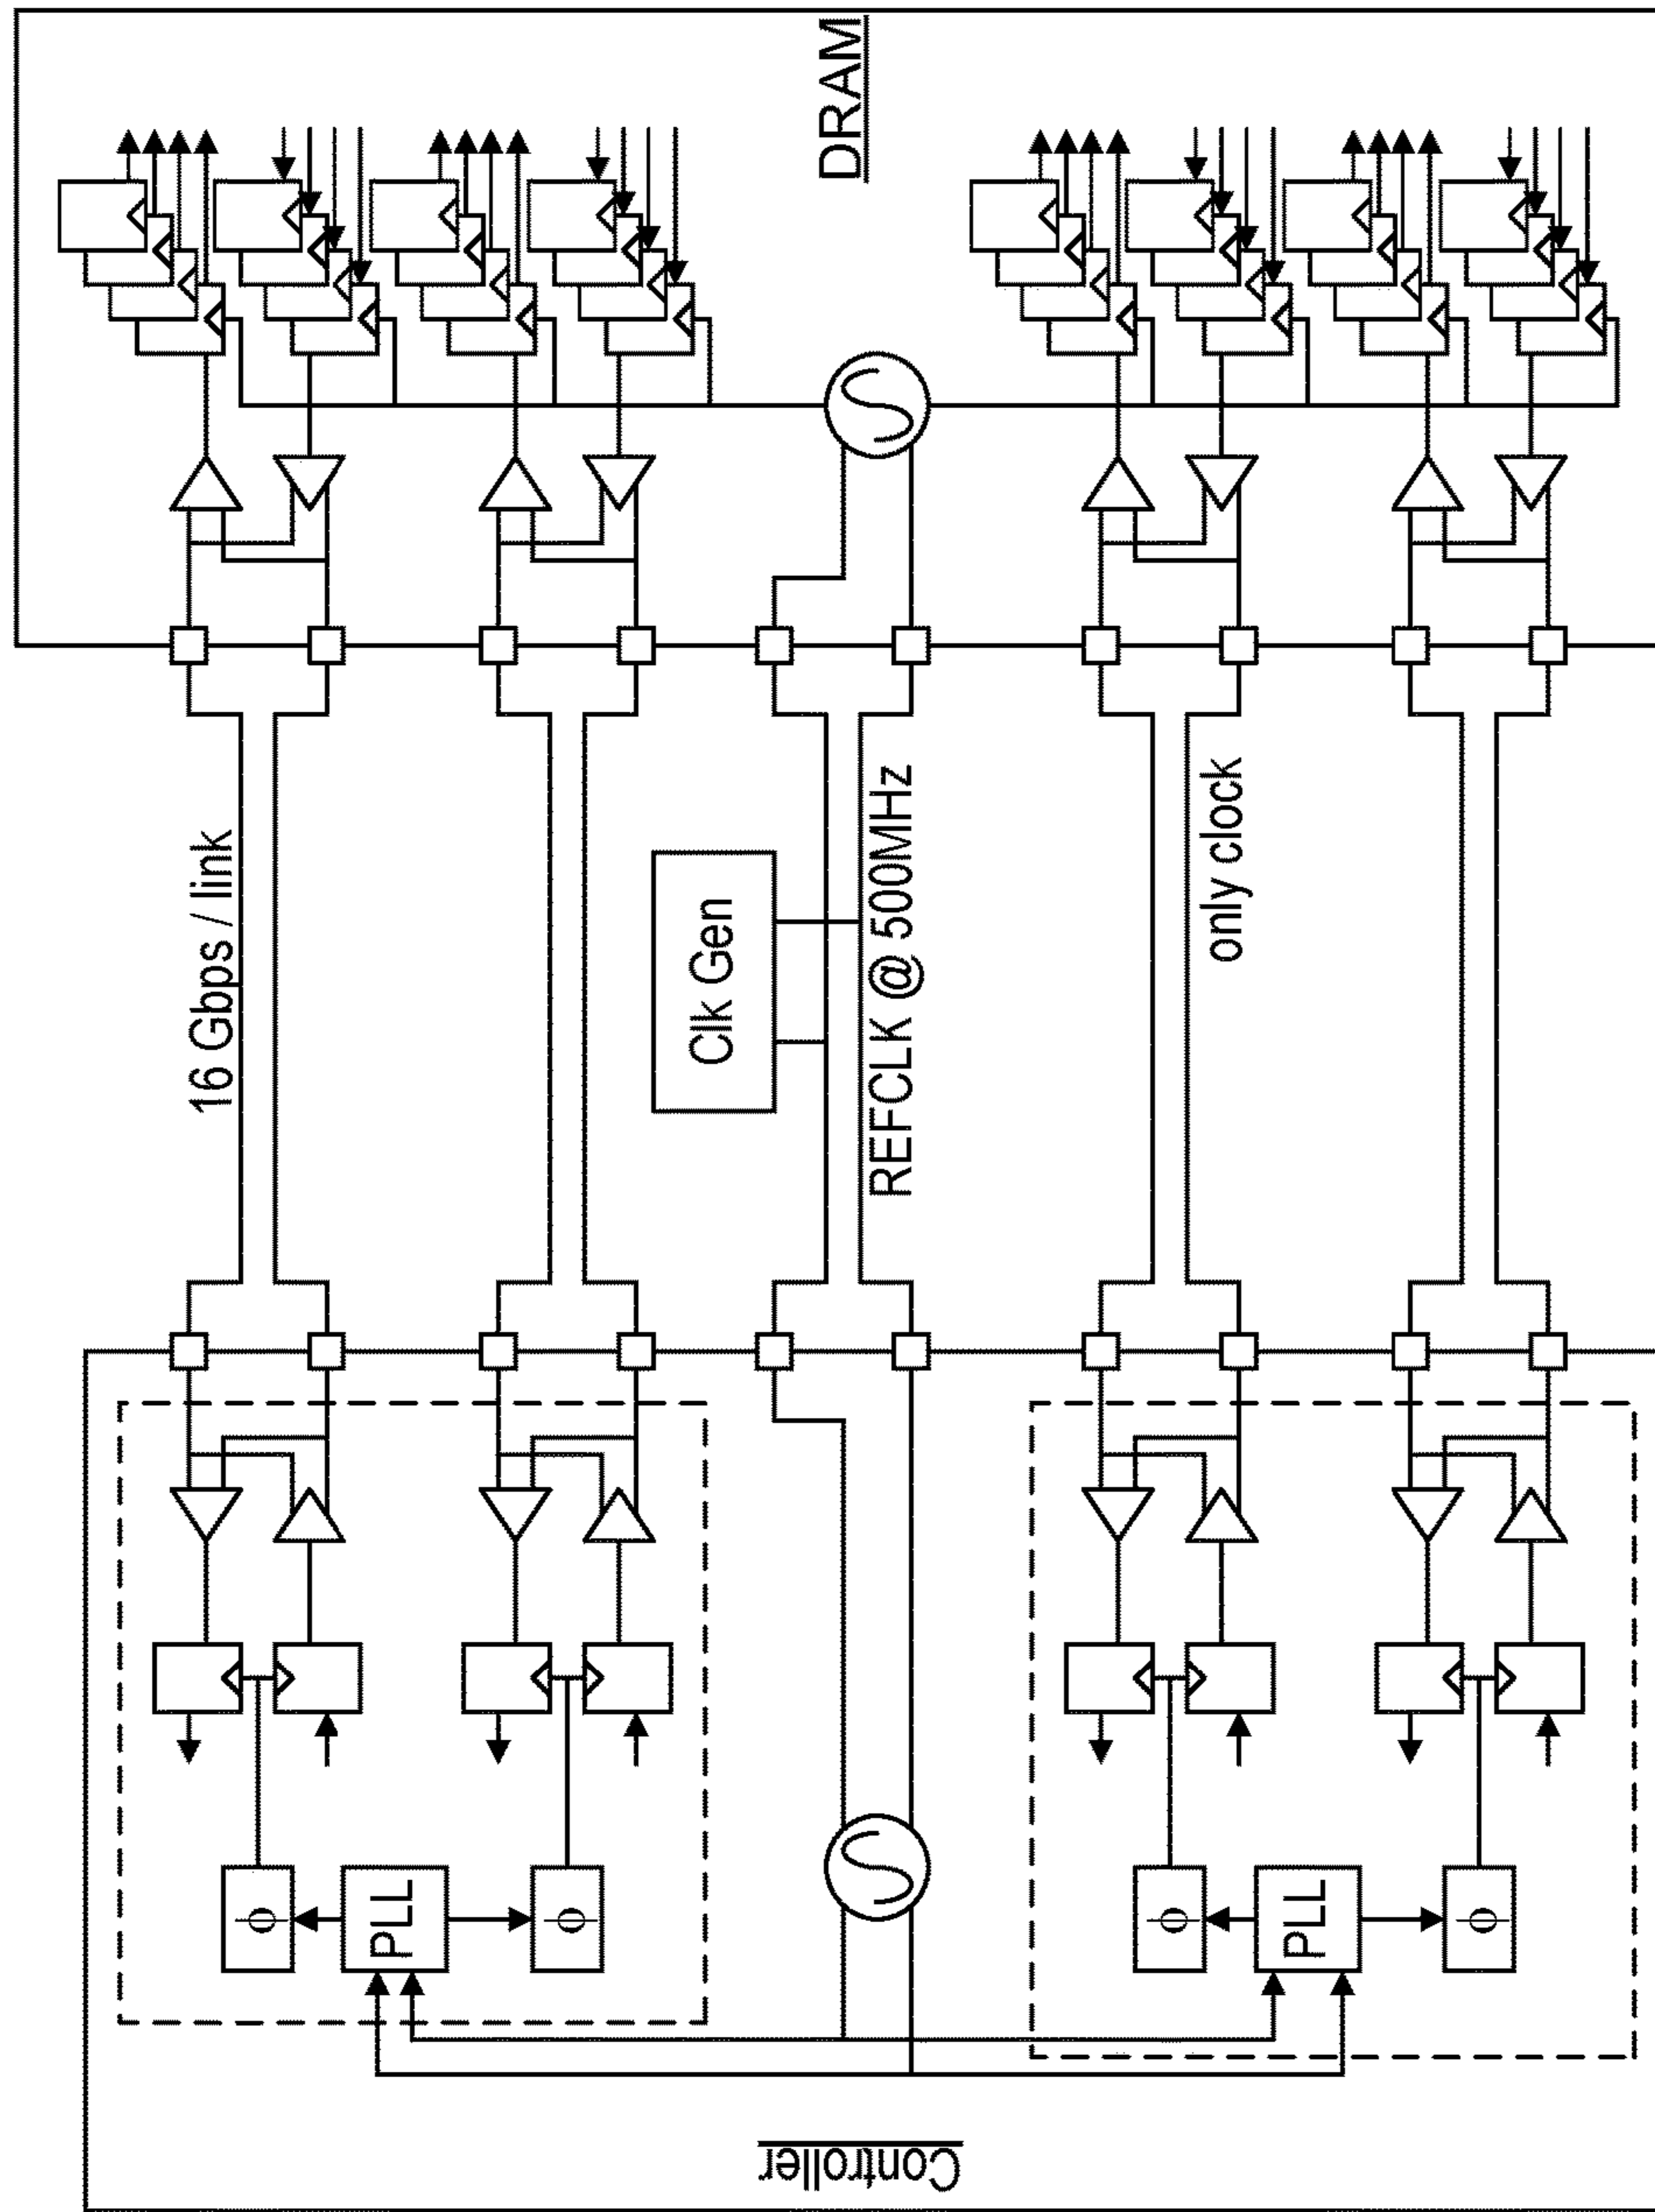 DRAM
16 Gbps / link
Clk Gen
REFCLK @ 500MHz
only clock
ϕ
PLL
ϕ
ϕ
PLL
ϕ
Controller